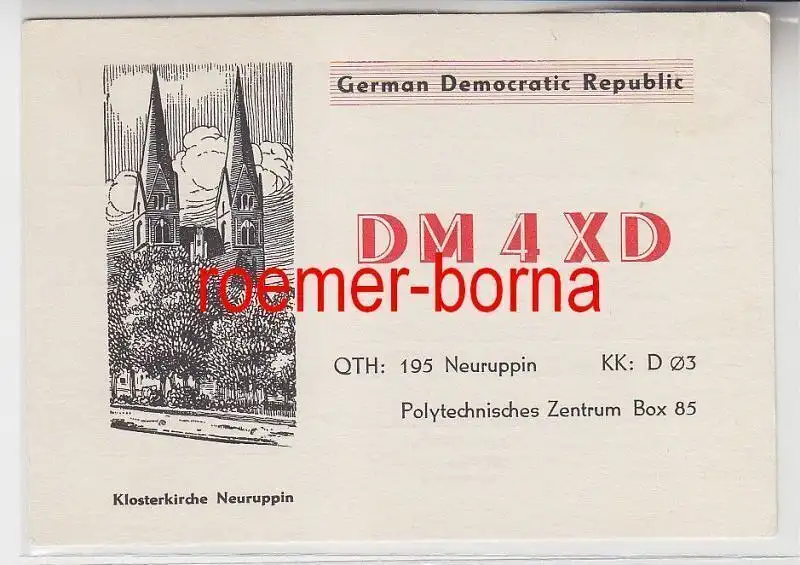 German Democratic Republic
DM 4 XD
roemer-borna
QTH: 195 Neuruppin KK: D Ø3
Polytechnisches Zentrum Box 85
Klosterkirche Neuruppin